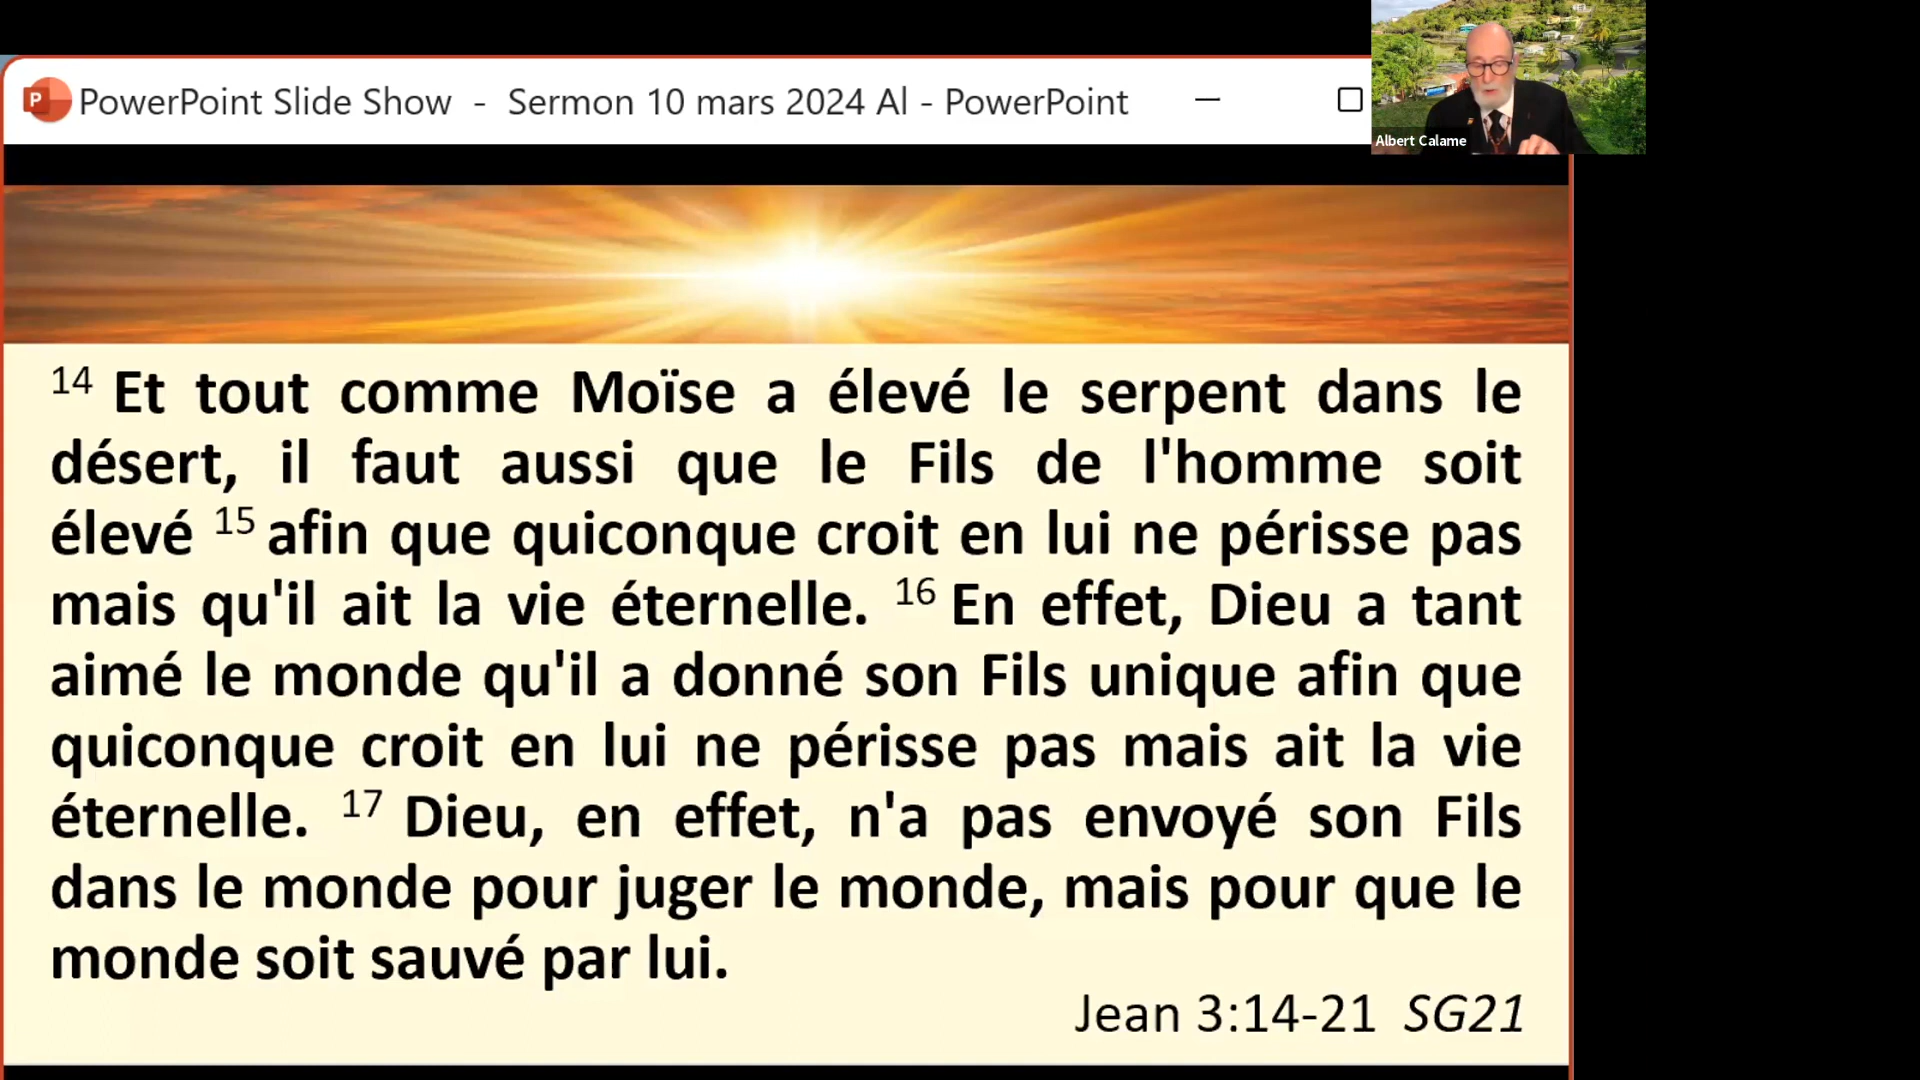 P PowerPoint Slide Show - Sermon 10 mars 2024 Al - PowerPoint
Albert Calame
14 Et tout comme Moïse a élevé le serpent dans le
désert, il faut aussi que le Fils de l'homme soit
élevé 15 afin que quiconque croit en lui ne périsse pas
mais qu'il ait la vie éternelle. 16 En effet, Dieu a tant
aimé le monde qu'il a donné son Fils unique afin que
quiconque croit en lui ne périsse pas mais ait la vie
éternelle. 17 Dieu, en effet, n'a pas envoyé son Fils
dans le monde pour juger le monde, mais pour que le
monde soit sauvé par lui.
Jean 3:14-21 SG21